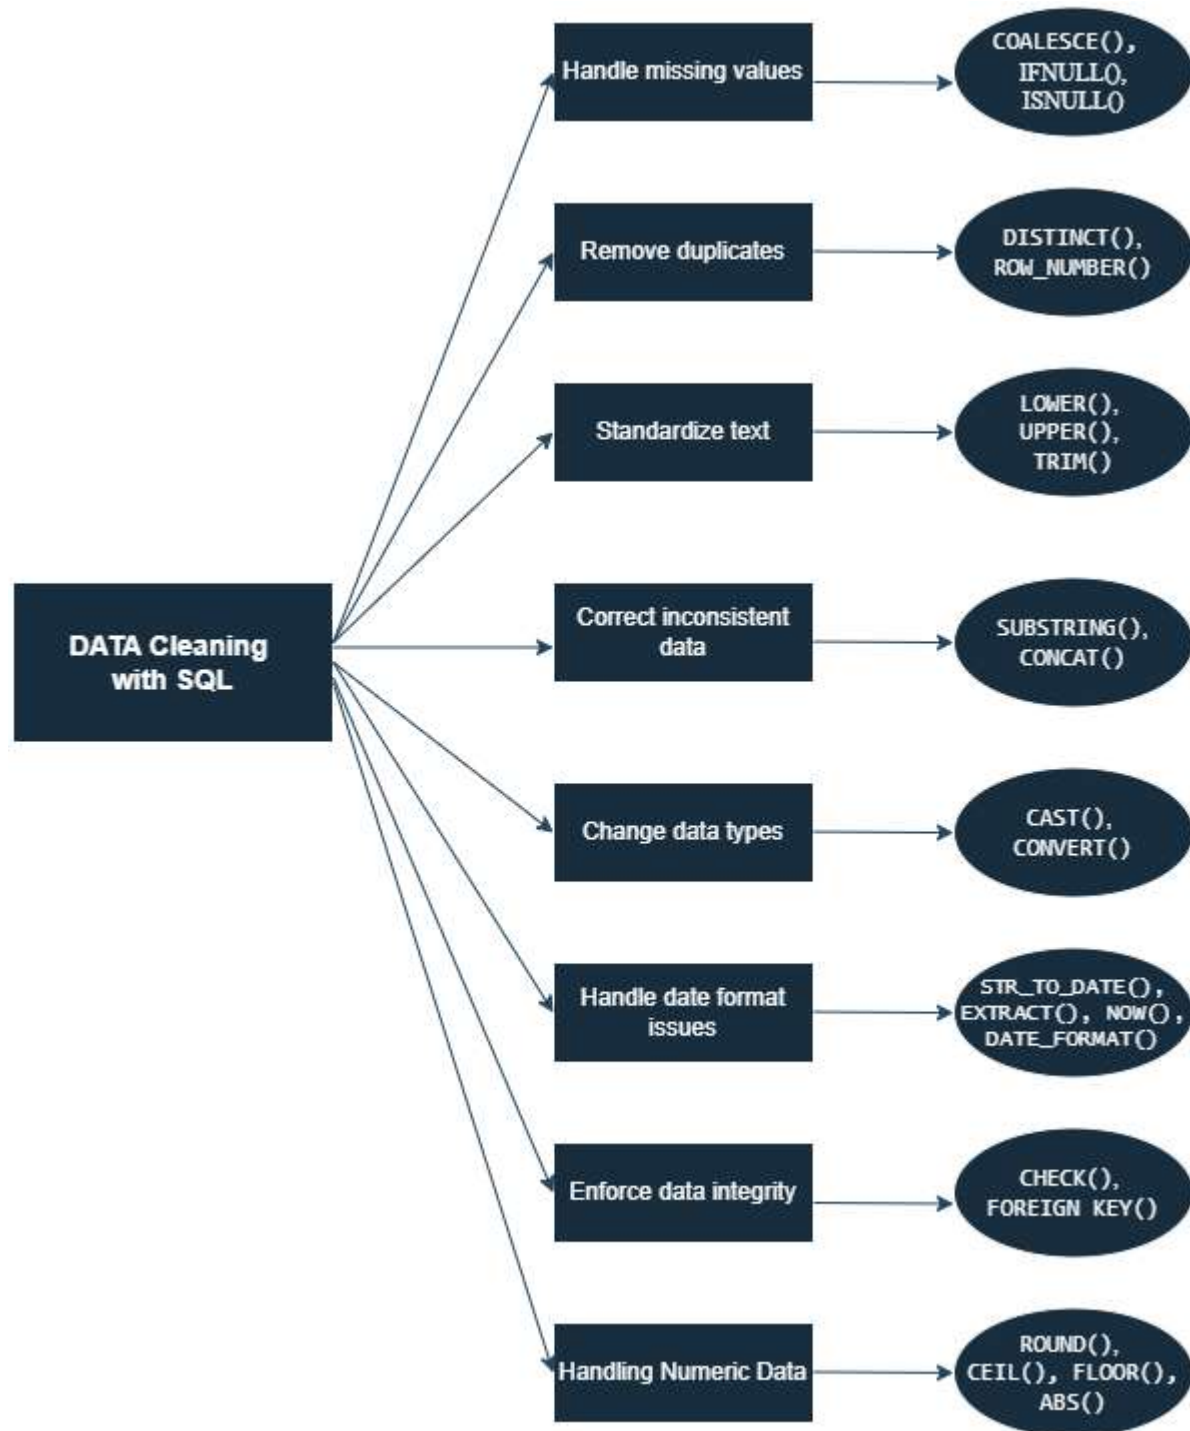 DATA Cleaning
with SQL
Handle missing values
COALESCE(),
IFNULL(),
ISNULL()
Remove duplicates
DISTINCT(),
ROW_NUMBER()
Standardize text
LOWER(),
UPPER(),
TRIM()
Correct inconsistent
data
SUBSTRING(),
CONCAT()
Change data types
CAST(),
CONVERT()
Handle date format
issues
STR_TO_DATE(),
EXTRACT(), NOW(),
DATE_FORMAT()
Enforce data integrity
CHECK(),
FOREIGN KEY()
Handling Numeric Data
ROUND(),
CEIL(), FLOOR(),
ABS()